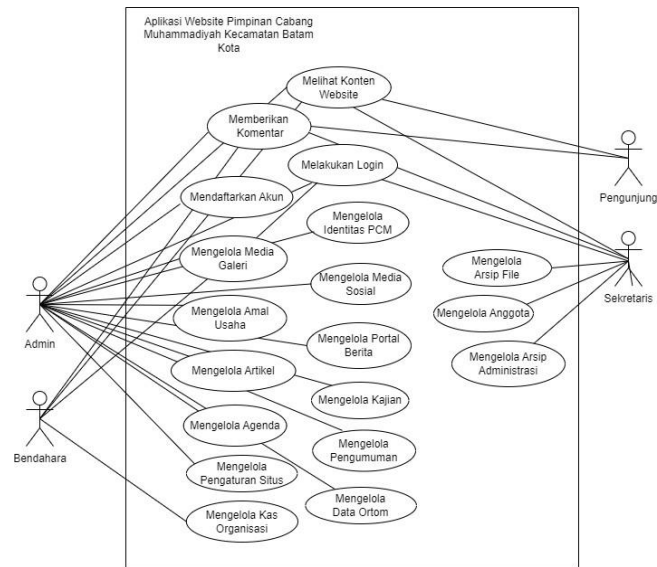 Aplikasi Website Pimpinan Cabang
Muhammadiyah Kecamatan Batam
Kota
Melihat Konten
Website
Memberikan
Komentar
Melakukan Login
Pengunjung
Mendaftarkan Akun
Mengelola
Identitas PCM
Mengelola Media
Galeri
Mengelola
Arsip File
Sekretaris
Mengelola Media
Sosial
Mengelola Anggota
Mengelola Amal
Usaha
Admin
Mengelola Portal
Berita
Mengelola Arsip
Administrasi
Mengelola Artikel
Mengelola Kajian
Mengelola Agenda
Bendahara
Mengelola
Pengumuman
Mengelola
Pengaturan Situs
Mengelola
Data Ortom
Mengelola Kas
Organisasi